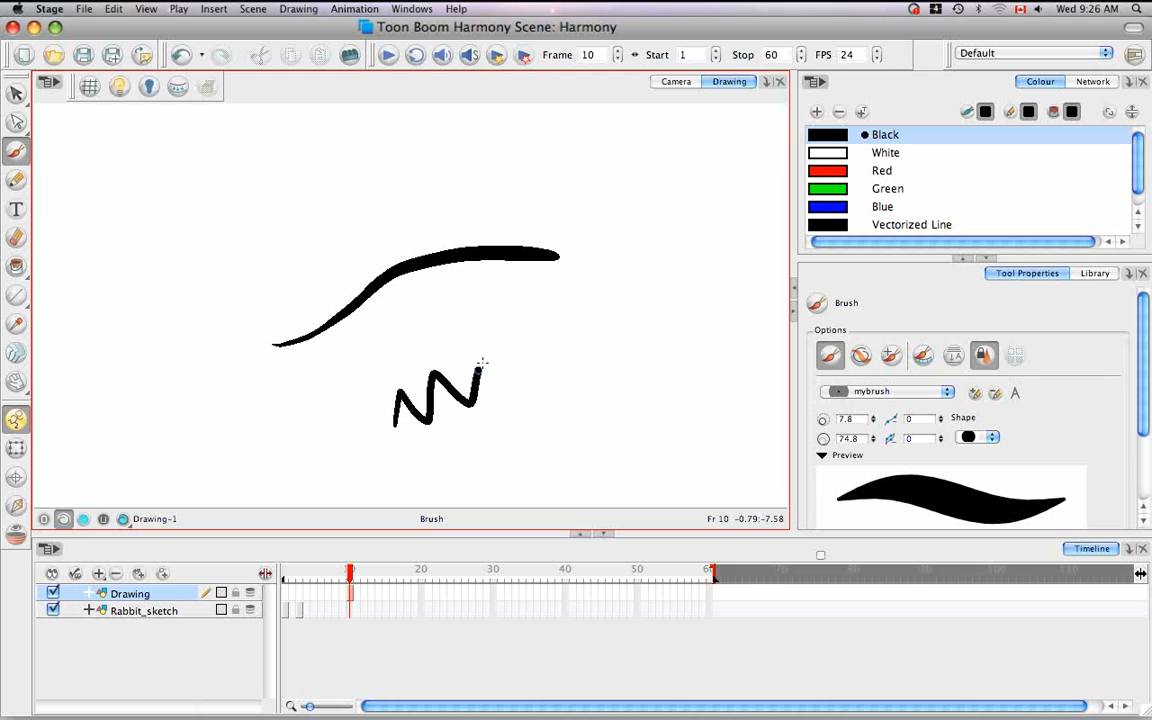 Stage File Edit View Play Insert Scene Drawing Animation Windows Help Wed 9:26 AM
Toon Boom Harmony Scene: Harmony
Frame 10 Start 1 Stop 60 FPS 24 Default
Camera Drawing Colour Network
Black
White
Red
Green
Blue
Vectorized Line
Tool Properties Library
Brush
Options
mybrush
7.8 0 Shape
74.8 0
Preview
Drawing-1 Brush Fr 10 -0.79:-7.58
Timeline
20 30 40 50
Drawing
Rabbit_sketch